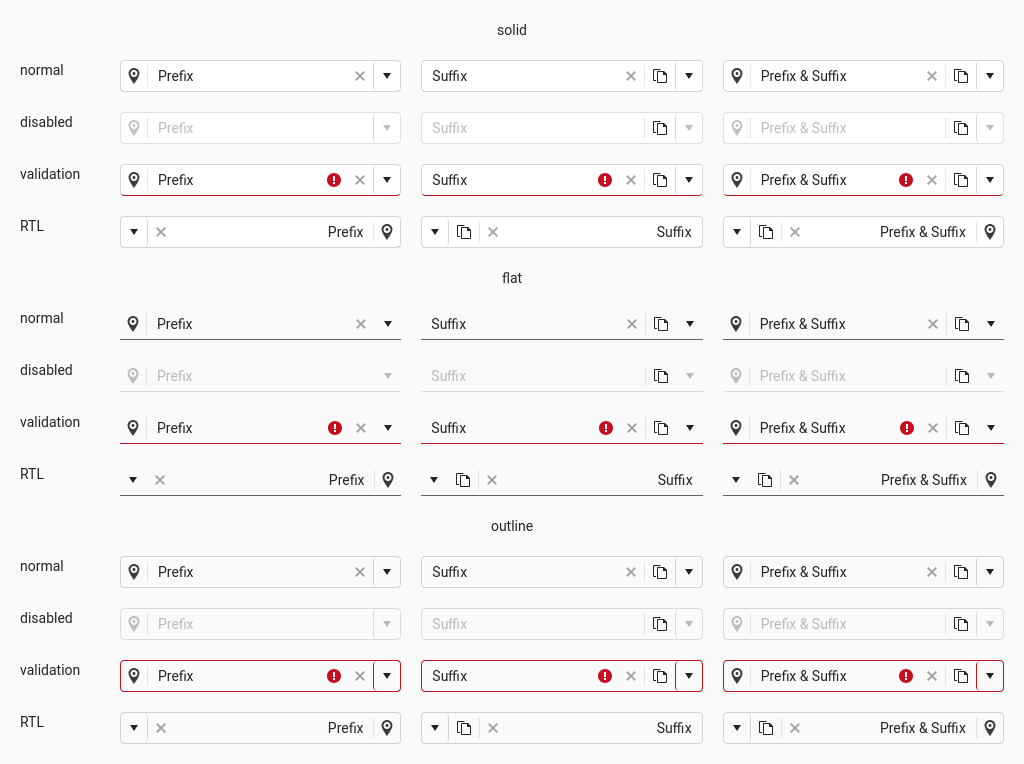 solid
normal Prefix Suffix Prefix & Suffix
disabled Prefix Suffix Prefix & Suffix
validation Prefix Suffix Prefix & Suffix
RTL Prefix Suffix Prefix & Suffix
flat
normal Prefix Suffix Prefix & Suffix
disabled Prefix Suffix Prefix & Suffix
validation Prefix Suffix Prefix & Suffix
RTL Prefix Suffix Prefix & Suffix
outline
normal Prefix Suffix Prefix & Suffix
disabled Prefix Suffix Prefix & Suffix
validation Prefix Suffix Prefix & Suffix
RTL Prefix Suffix Prefix & Suffix